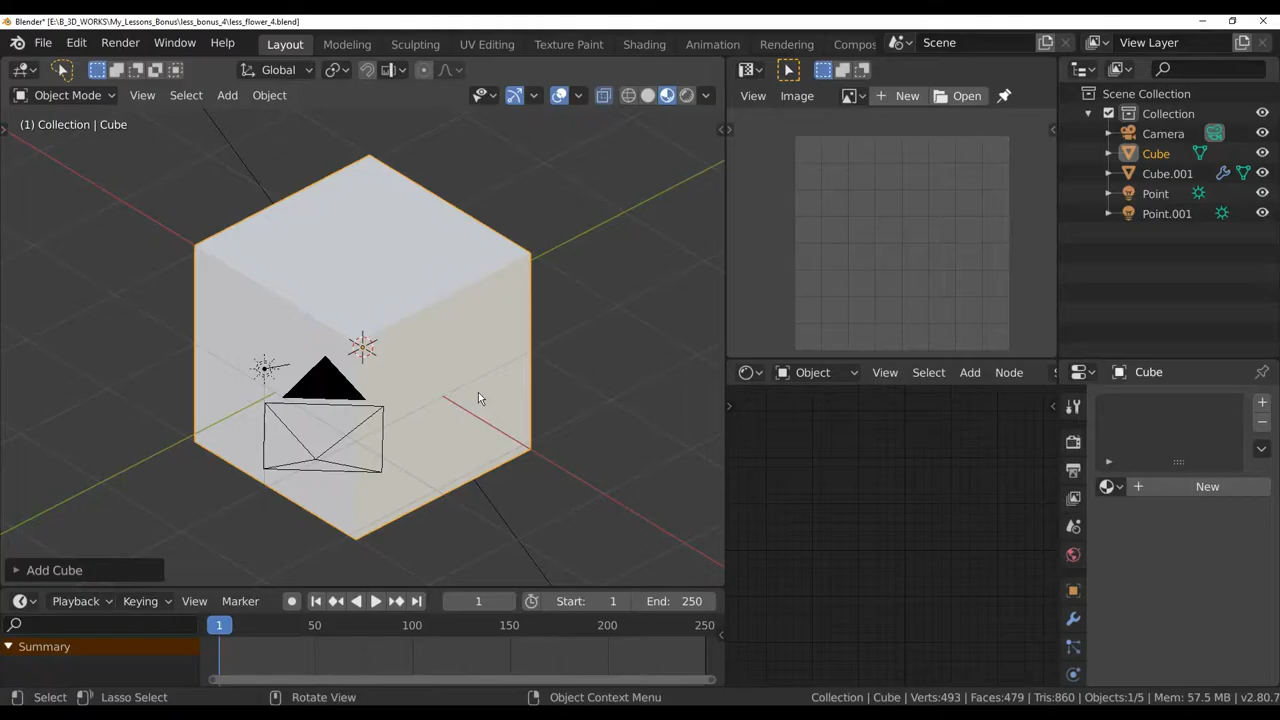 Blender* [E:\B_3D_WORKS\My_Lessons_Bonus\less_bonus_4\less_flower_4.blend]
File Edit Render Window Help Layout Modeling Sculpting UV Editing Texture Paint Shading Animation Rendering Compos Scene View Layer
Global
Object Mode View Select Add Object
View Image New Open
(1) Collection | Cube
Scene Collection
Collection
Camera
Cube
Cube.001
Point
Point.001
Object View Select Add Node S
Cube
New
Add Cube
Playback Keying View Marker 1 Start: 1 End: 250
1 50 100 150 200 250
Summary
Select Lasso Select Rotate View Object Context Menu Collection | Cube | Verts:493 | Faces:479 | Tris:860 | Objects:1/5 | Mem: 57.5 MB | v2.80.7